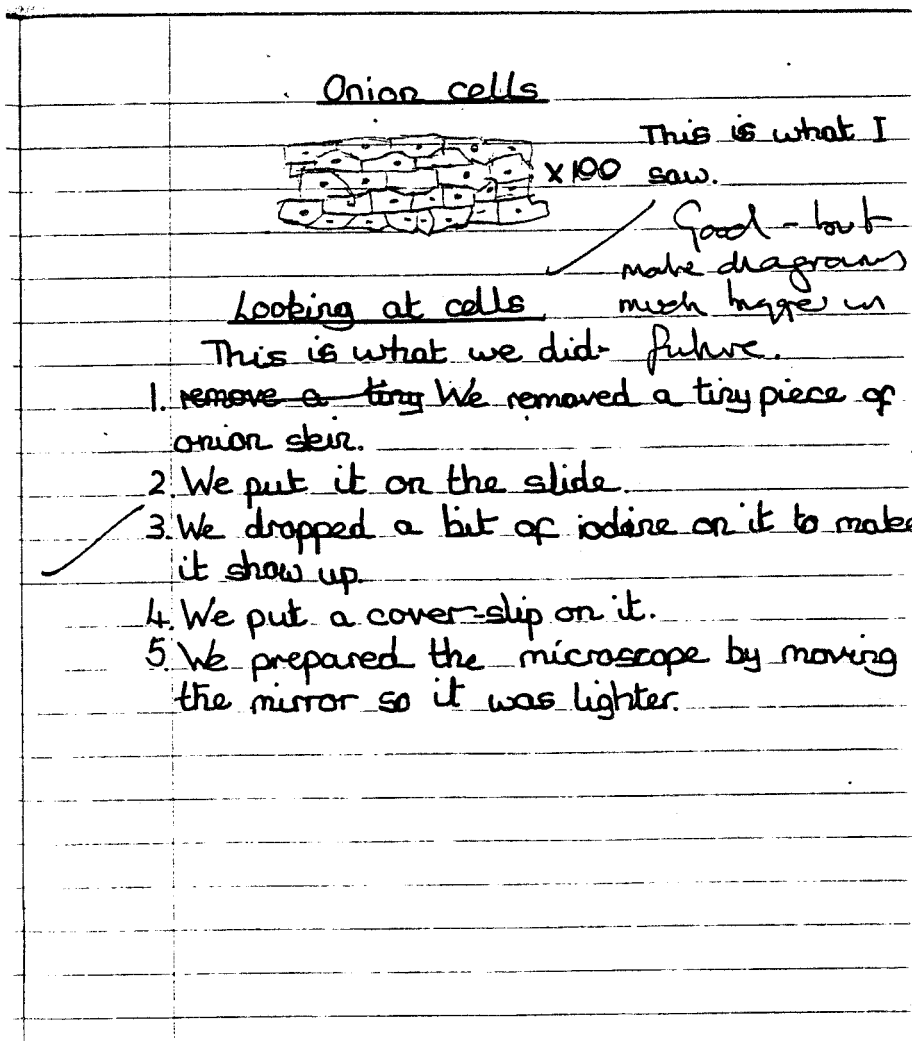 Onion cells
This is what I
x100 saw.
Good - but
make diagrams
much bigger in
future.
Looking at cells
This is what we did-
1. remove a tiny We removed a tiny piece of
onion skin.
2. We put it on the slide.
3. We dropped a bit of iodine on it to make
it show up.
4. We put a cover-slip on it.
5. We prepared the microscope by moving
the mirror so it was lighter.